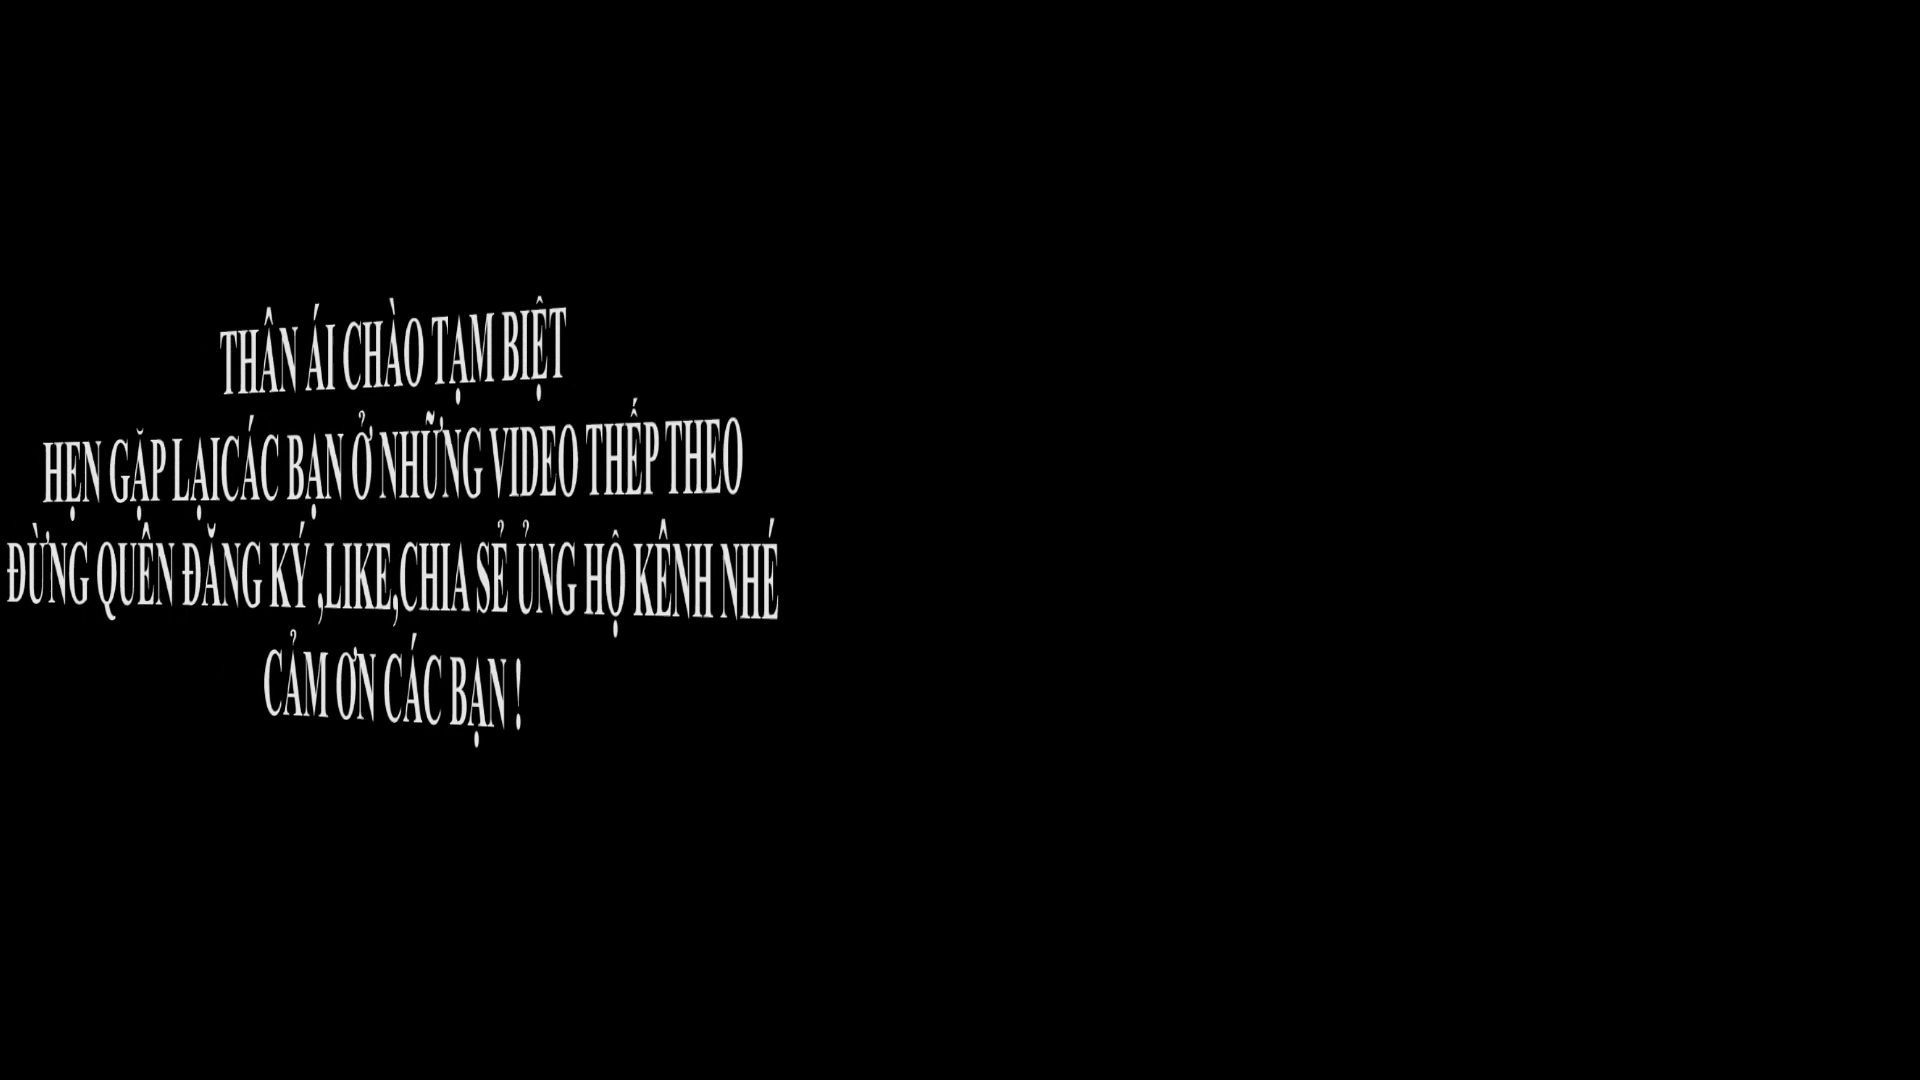 THÂN ÁI CHÀO TẠM BIỆT
HẸN GẶP LẠICÁC BẠN Ở NHỮNG VIDEO THẾP THEO
ĐỪNG QUÊN ĐĂNG KÝ ,LIKE,CHIA SẺ ỦNG HỘ KÊNH NHÉ
CẢM ƠN CÁC BẠN !